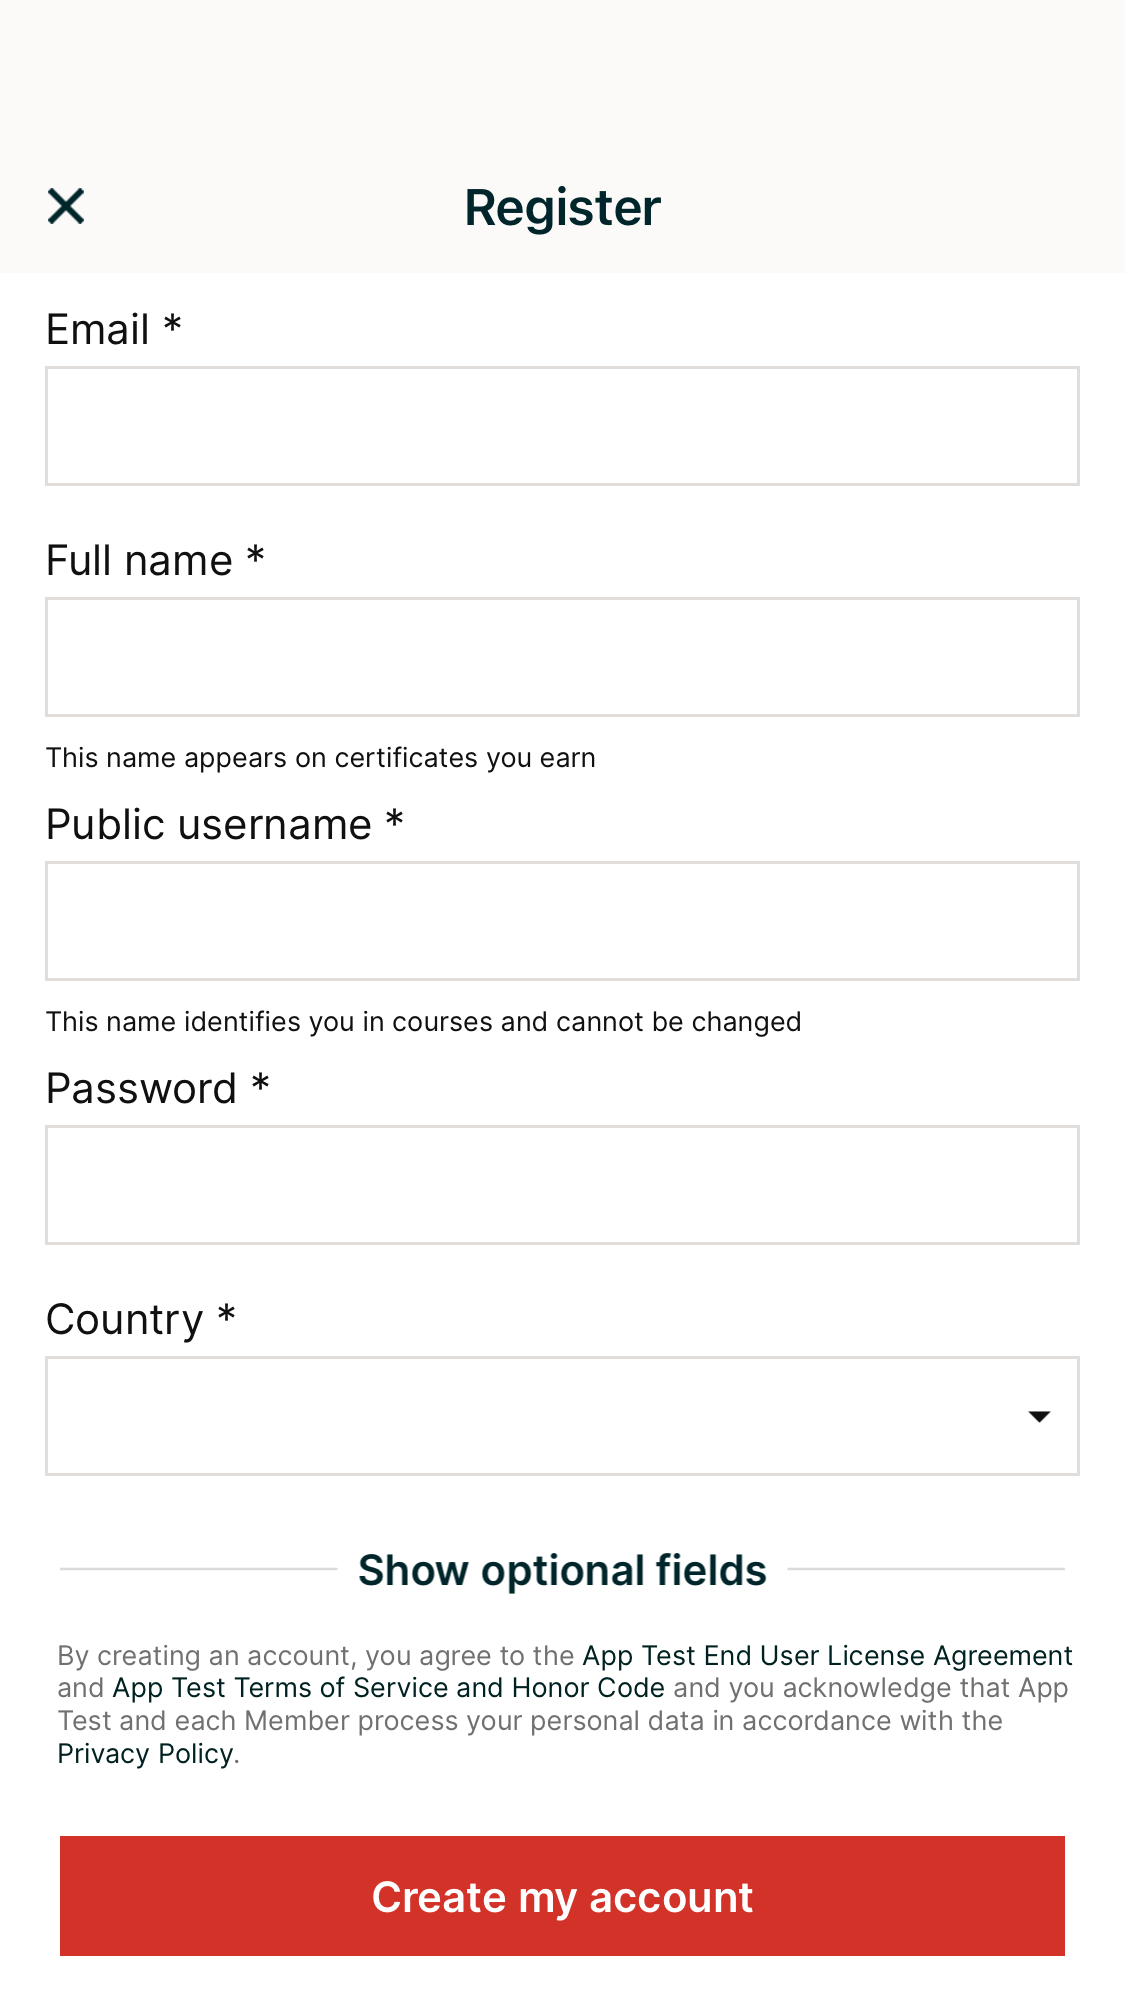 Register
Email *
Full name *
This name appears on certificates you earn
Public username *
This name identifies you in courses and cannot be changed
Password *
Country *
Show optional fields
By creating an account, you agree to the App Test End User License Agreement
and App Test Terms of Service and Honor Code and you acknowledge that App
Test and each Member process your personal data in accordance with the
Privacy Policy.
Create my account